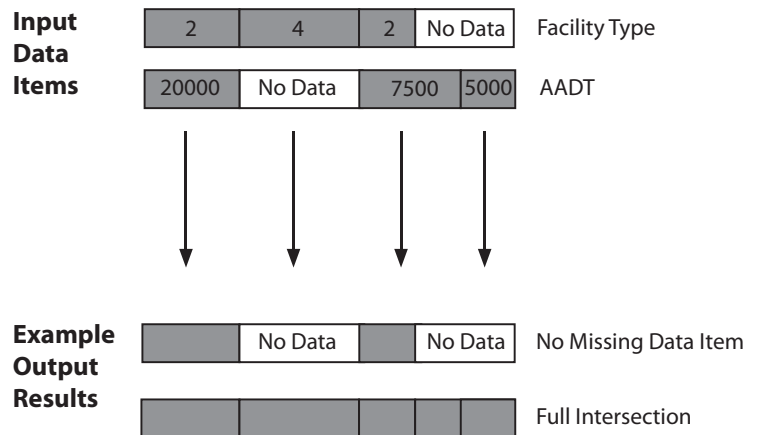 Input
Data
Items
2 4 2 No Data Facility Type
20000 No Data 7500 5000 AADT
Example
Output
Results
No Data No Data No Missing Data Item
Full Intersection